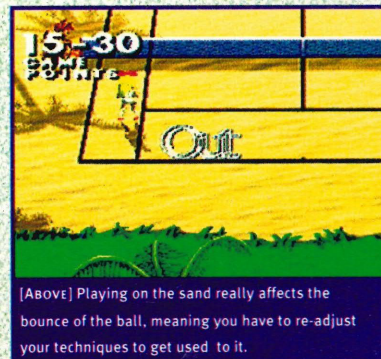 15-30
GAME
POINTS
Out
[ABOVE] Playing on the sand really affects the
bounce of the ball, meaning you have to re-adjust
your techniques to get used to it.